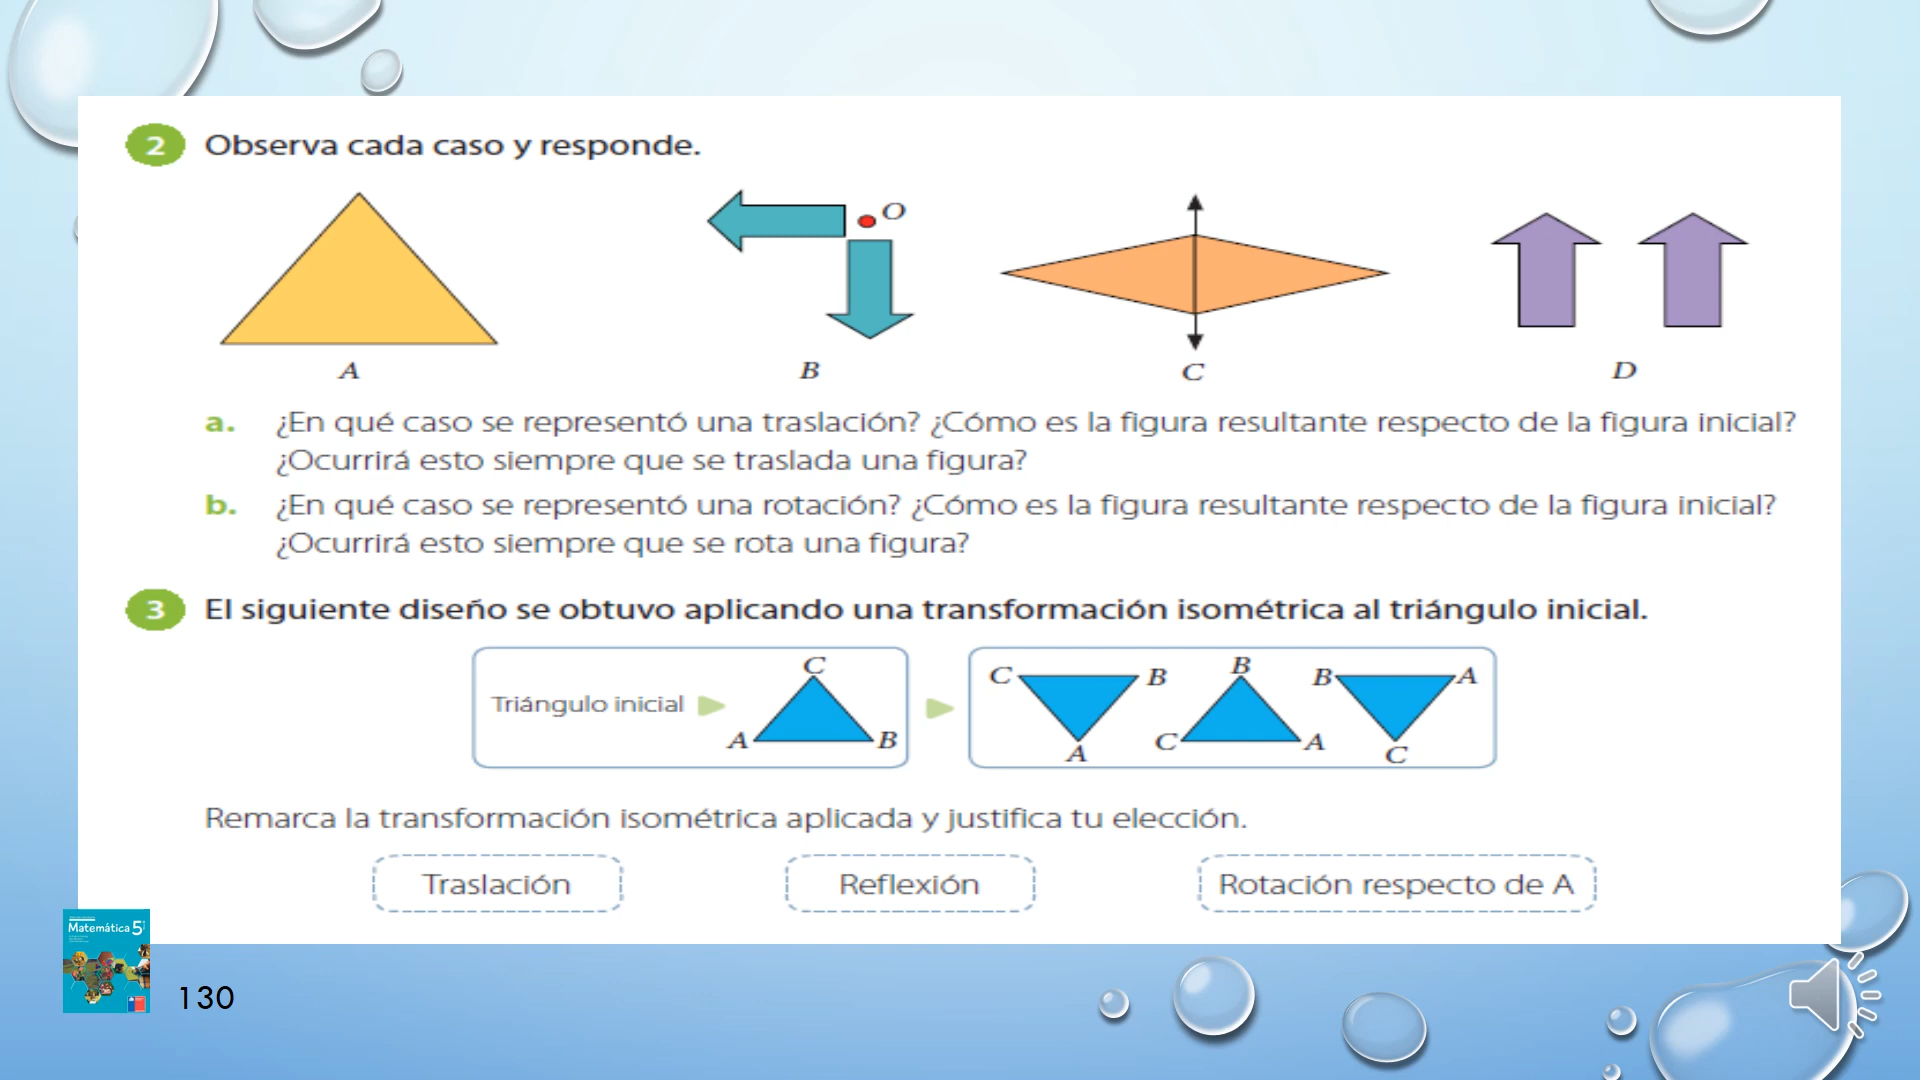 2 Observa cada caso y responde.
O
A B C D
a. ¿En qué caso se representó una traslación? ¿Cómo es la figura resultante respecto de la figura inicial?
¿Ocurrirá esto siempre que se traslada una figura?
b. ¿En qué caso se representó una rotación? ¿Cómo es la figura resultante respecto de la figura inicial?
¿Ocurrirá esto siempre que se rota una figura?
3 El siguiente diseño se obtuvo aplicando una transformación isométrica al triángulo inicial.
C C B B B A
Triángulo inicial
A B A C A C
Remarca la transformación isométrica aplicada y justifica tu elección.
Traslación Reflexión Rotación respecto de A
Matemática 5
130